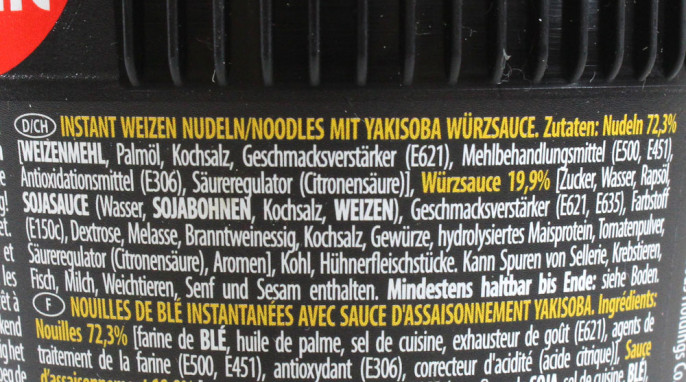 D/CH INSTANT WEIZEN NUDELN/NOODLES MIT YAKISOBA WÜRZSAUCE. Zutaten: Nudeln 72,3%
[WEIZENMEHL, Palmöl, Kochsalz, Geschmacksverstärker (E621), Mehlbehandlungsmittel (E500, E451),
Antioxidationsmittel (E306), Säureregulator (Citronensäure)], Würzsauce 19,9% [Zucker, Wasser, Rapsöl,
SOJASAUCE (Wasser, SOJABOHNEN, Kochsalz, WEIZEN), Geschmacksverstärker (E621, E635), Farbstoff
(E150c), Dextrose, Melasse, Branntweinessig, Kochsalz, Gewürze, hydrolysiertes Maisprotein, Tomatenpulver,
Säureregulator (Citronensäure), Aromen], Kohl, Hühnerfleischstücke. Kann Spuren von Sellerie, Krebstieren,
Fisch, Milch, Weichtieren, Senf und Sesam enthalten. Mindestens haltbar bis Ende: siehe Boden.
F NOUILLES DE BLÉ INSTANTANÉES AVEC SAUCE D'ASSAISONNEMENT YAKISOBA. Ingrédients:
Nouilles 72,3% [farine de BLÉ, huile de palme, sel de cuisine, exhausteur de goût (E621), agents de
traitement de la farine (E500, E451), antioxydant (E306), correcteur d'acidité (acide citrique)], Sauce
d'assaisonnement